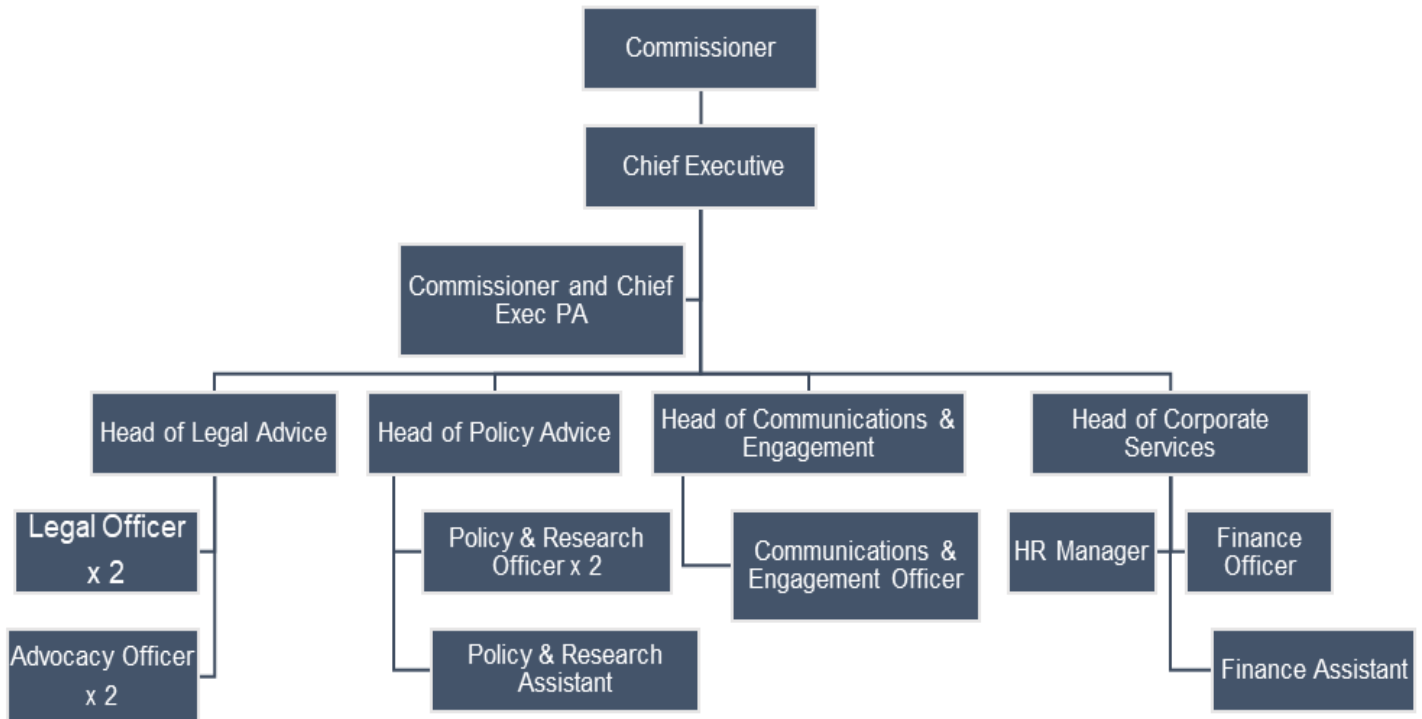 Commissioner
Chief Executive
Commissioner and Chief
Exec PA
Head of Legal Advice
Head of Policy Advice
Head of Communications &
Engagement
Head of Corporate
Services
Legal Officer
x 2
Policy & Research
Officer x 2
Communications &
Engagement Officer
HR Manager
Finance
Officer
Advocacy Officer
x 2
Policy & Research
Assistant
Finance Assistant